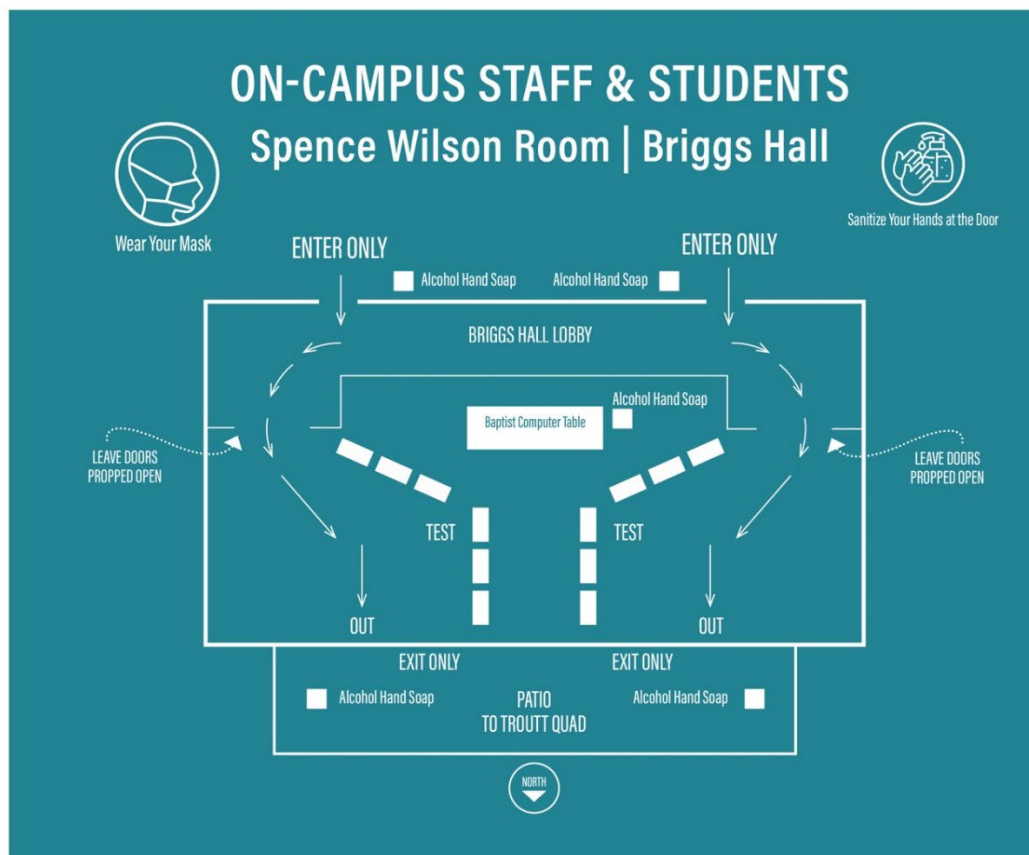 ON-CAMPUS STAFF & STUDENTS
Spence Wilson Room | Briggs Hall
Wear Your Mask
Sanitize Your Hands at the Door
ENTER ONLY
ENTER ONLY
Alcohol Hand Soap
Alcohol Hand Soap
BRIGGS HALL LOBBY
Alcohol Hand Soap
Baptist Computer Table
LEAVE DOORS
PROPPED OPEN
LEAVE DOORS
PROPPED OPEN
TEST
TEST
OUT
OUT
EXIT ONLY
EXIT ONLY
Alcohol Hand Soap
Alcohol Hand Soap
PATIO
TO TROUTT QUAD
NORTH